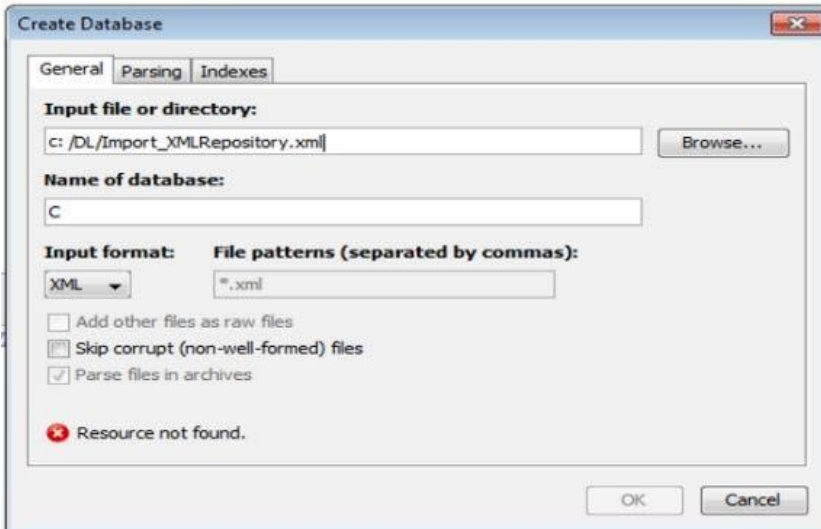 Create Database
General Parsing Indexes
Input file or directory:
c: /DL/Import_XMLRepository.xml
Browse...
Name of database:
C
Input format: File patterns (separated by commas):
XML *.xml
Add other files as raw files
Skip corrupt (non-well-formed) files
Parse files in archives
Resource not found.
OK Cancel